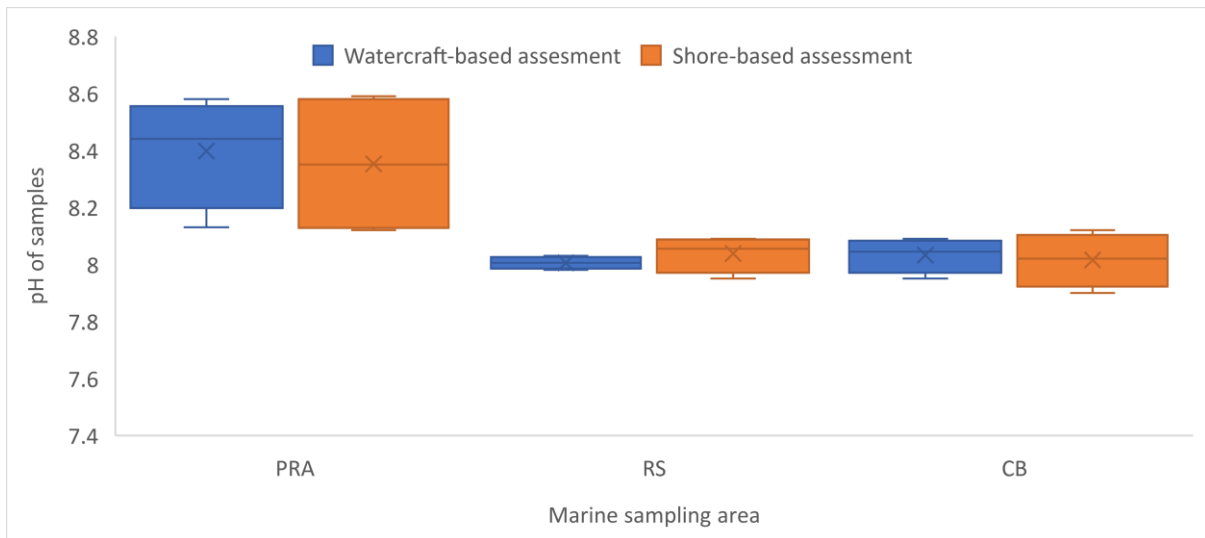 8.8
Watercraft-based assesment Shore-based assessment
8.6
8.4
8.2
8
7.8
7.6
7.4
pH of samples
PRA RS CB
Marine sampling area